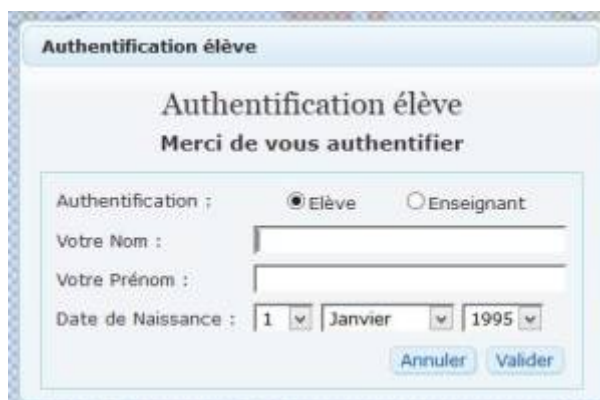 Authentification élève
Authentification élève
Merci de vous authentifier
Authentification : Elève Enseignant
Votre Nom :
Votre Prénom :
Date de Naissance : 1 Janvier 1995
Annuler Valider